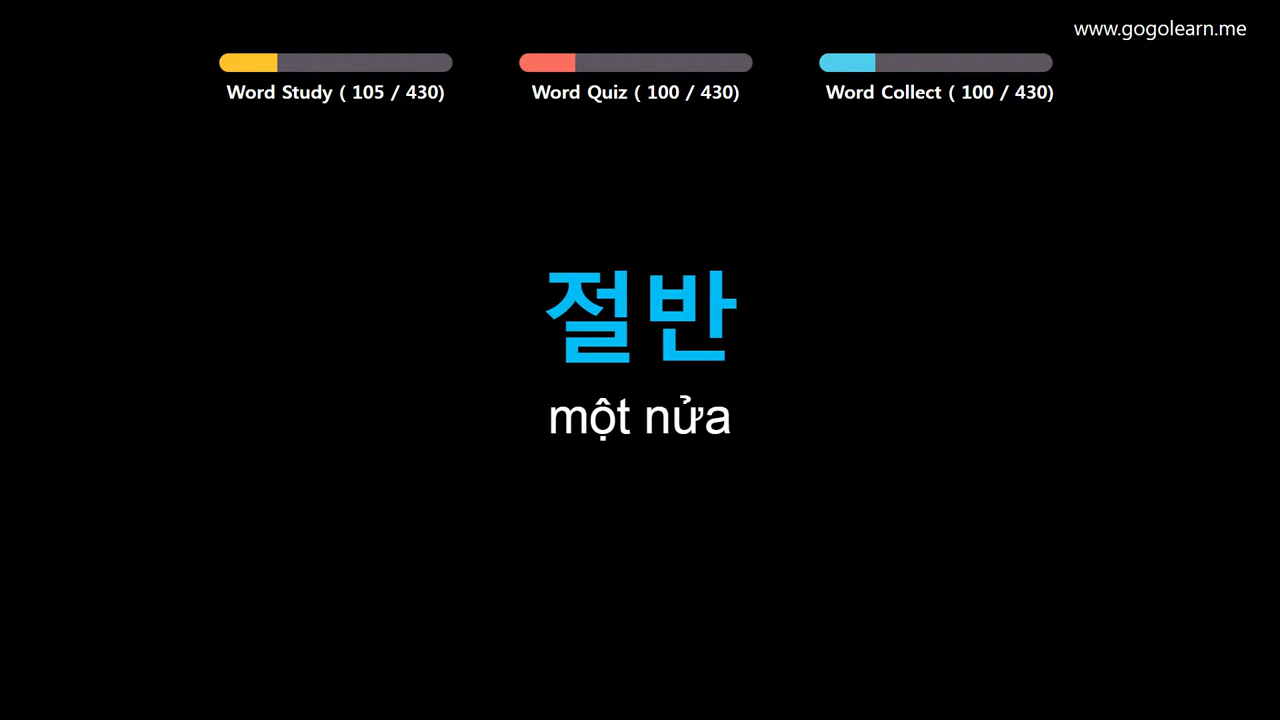 www.gogolearn.me
Word Study ( 105 / 430)
Word Quiz ( 100 / 430)
Word Collect ( 100 / 430)
절반
một nửa